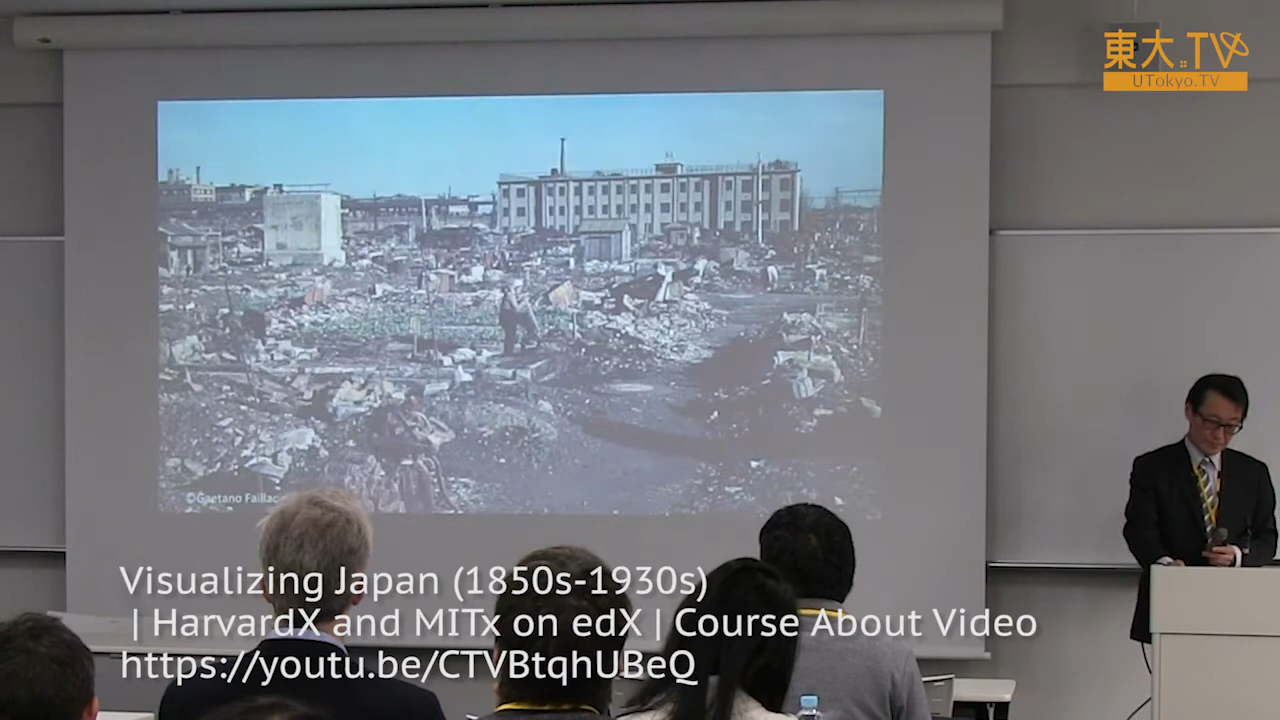 東大.TV
UTokyo.TV
©Gaetano Faillac
Visualizing Japan (1850s-1930s)
| HarvardX and MITx on edX | Course About Video
https://youtu.be/CTVBtqhUBeQ